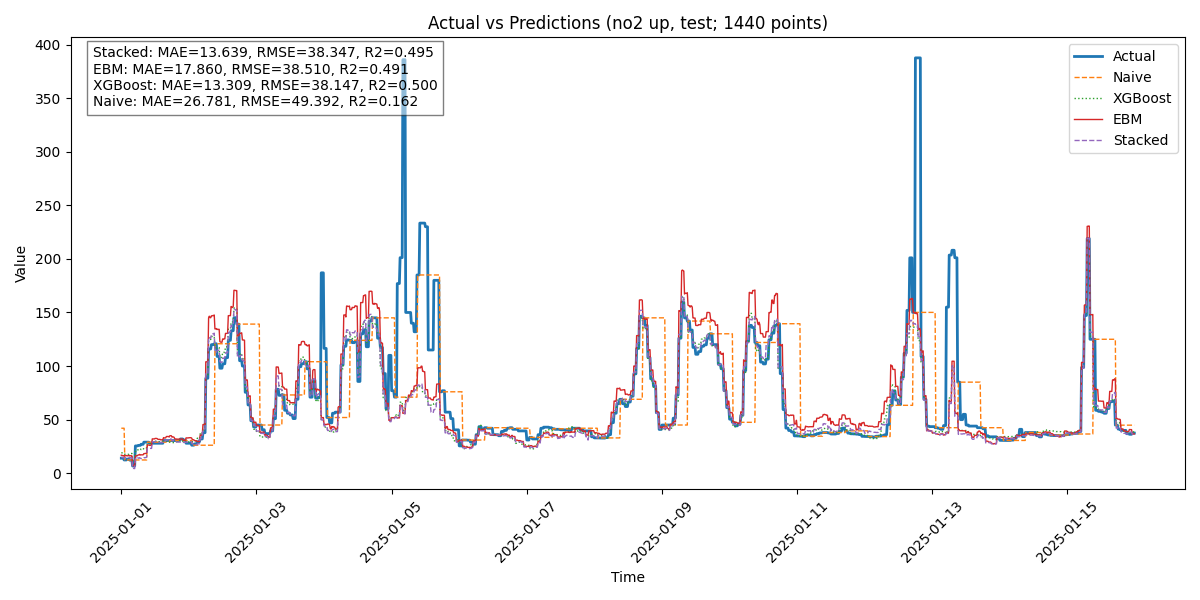 Actual vs Predictions (no2 up, test; 1440 points)
Stacked: MAE=13.639, RMSE=38.347, R2=0.495
EBM: MAE=17.860, RMSE=38.510, R2=0.491
XGBoost: MAE=13.309, RMSE=38.147, R2=0.500
Naive: MAE=26.781, RMSE=49.392, R2=0.162
Actual
Naive
XGBoost
EBM
Stacked
Value
400
350
300
250
200
150
100
50
0
2025-01-01
2025-01-03
2025-01-05
2025-01-07
2025-01-09
2025-01-11
2025-01-13
2025-01-15
Time